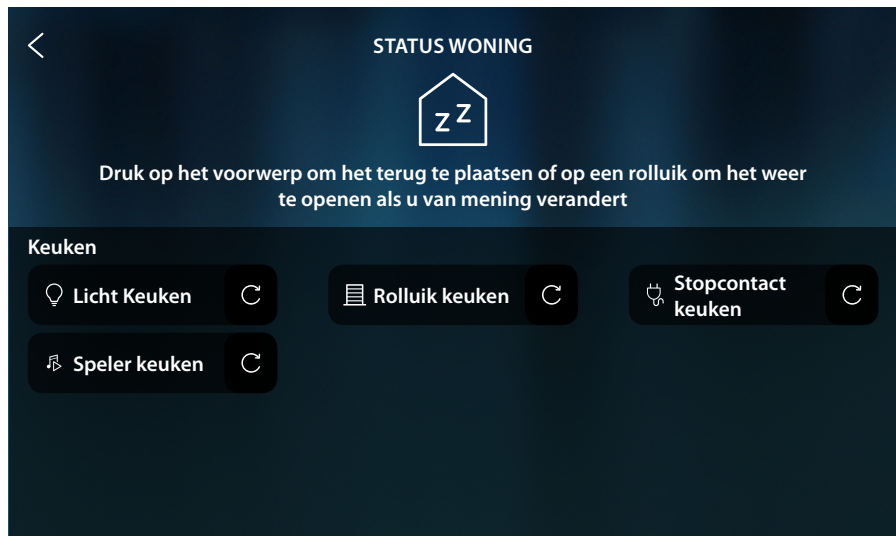 STATUS WONING
z z
Druk op het voorwerp om het terug te plaatsen of op een rolluik om het weer
te openen als u van mening verandert
Keuken
Licht Keuken
Rolluik keuken
Stopcontact
keuken
Speler keuken